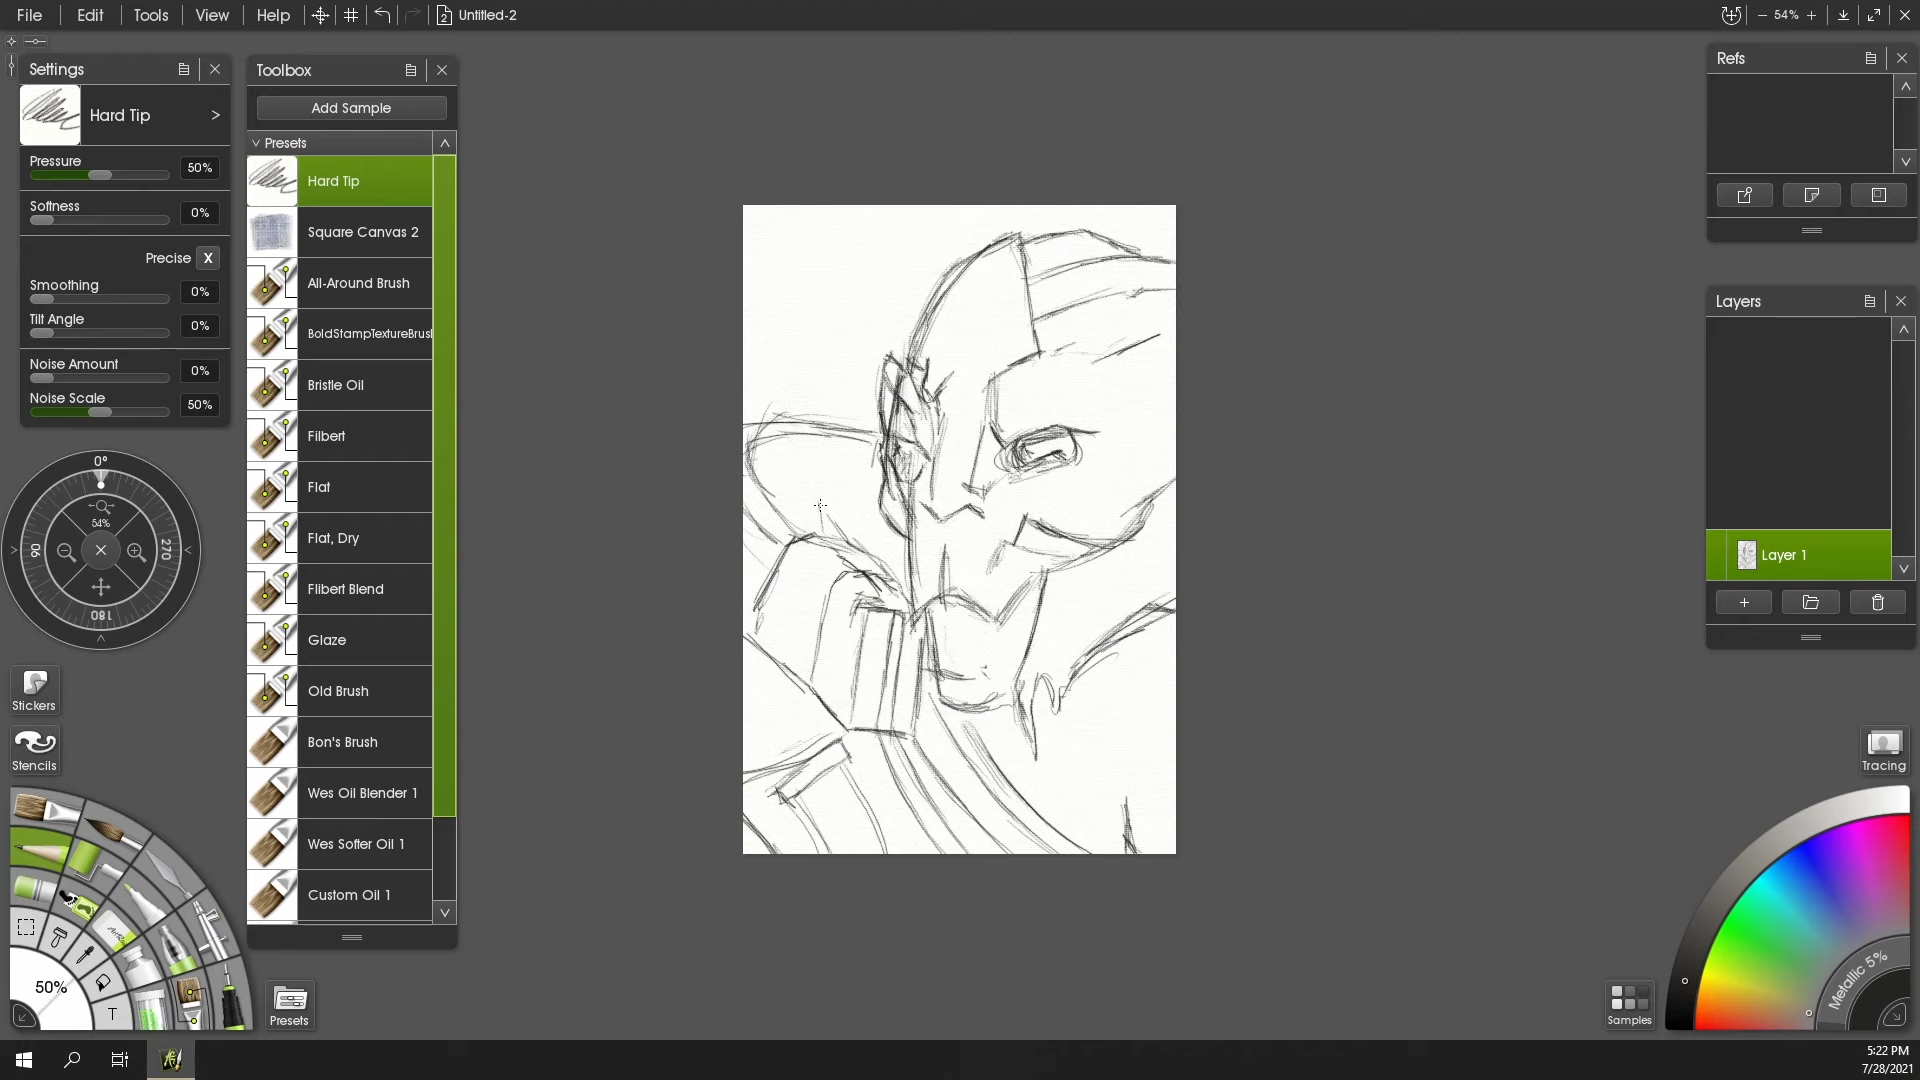 File Edit Tools View Help 2 Untitled-2 54%
Settings
Hard Tip >
Pressure 50%
Softness 0%
Precise X
Smoothing 0%
Tilt Angle 0%
Noise Amount 0%
Noise Scale 50%
0°
54%
90
270
180
Stickers
Stencils
50%
T
Toolbox
Add Sample
Presets
Hard Tip
Square Canvas 2
All-Around Brush
BoldStampTextureBrus
Bristle Oil
Filbert
Flat
Flat, Dry
Flibert Blend
Glaze
Old Brush
Bon's Brush
Wes Oil Blender 1
Wes Softer Oil 1
Custom Oil 1
Presets
Refs
Layers
Layer 1
Tracing
Metallic 5%
Samples
5:22 PM
7/28/2021